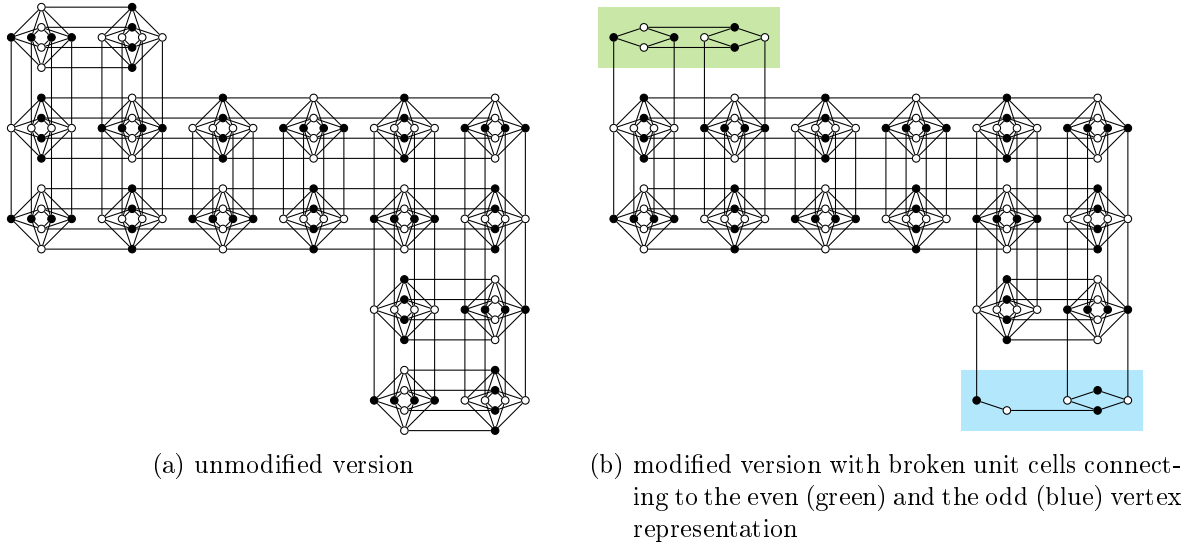 (a) unmodified version
(b) modified version with broken unit cells connect-
ing to the even (green) and the odd (blue) vertex
representation